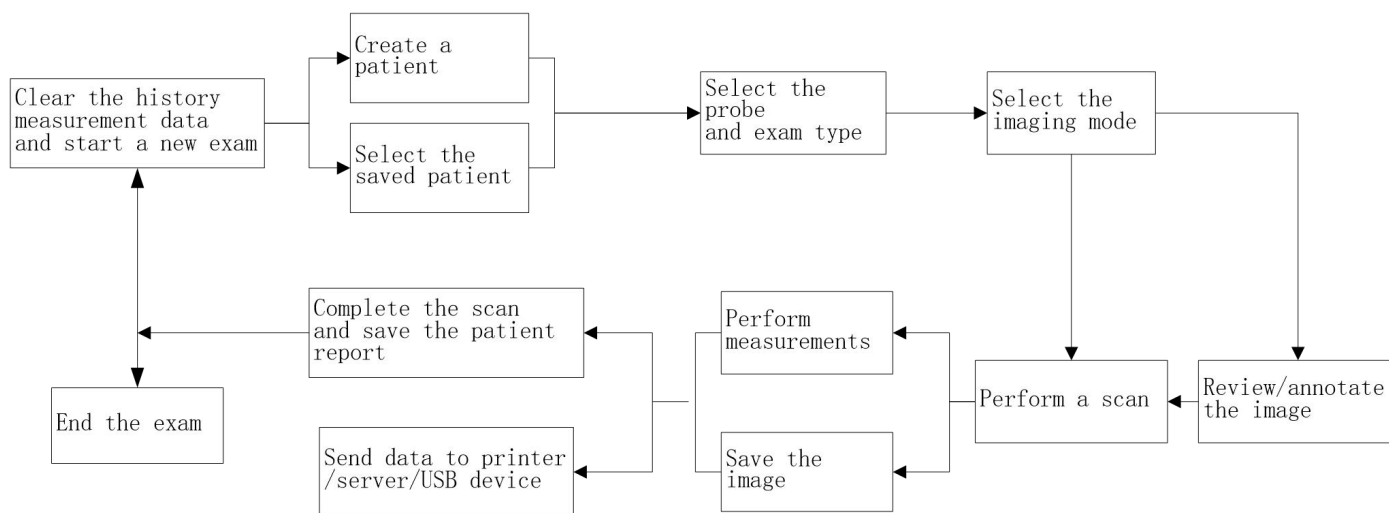 Clear the history
measurement data
and start a new exam
Create a
patient
Select the
saved patient
Select the
probe
and exam type
Select the
imaging mode
Review/annotate
the image
Perform a scan
Perform
measurements
Save the
image
Complete the scan
and save the patient
report
Send data to printer
/server/USB device
End the exam